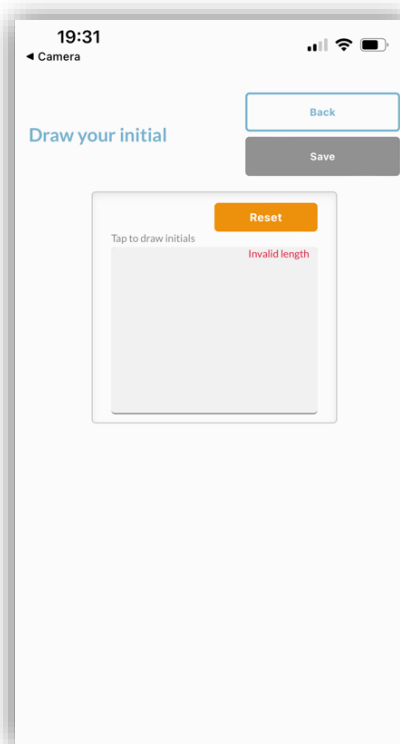 19:31
◀ Camera
Back
Draw your initial
Save
Reset
Tap to draw initials
Invalid length